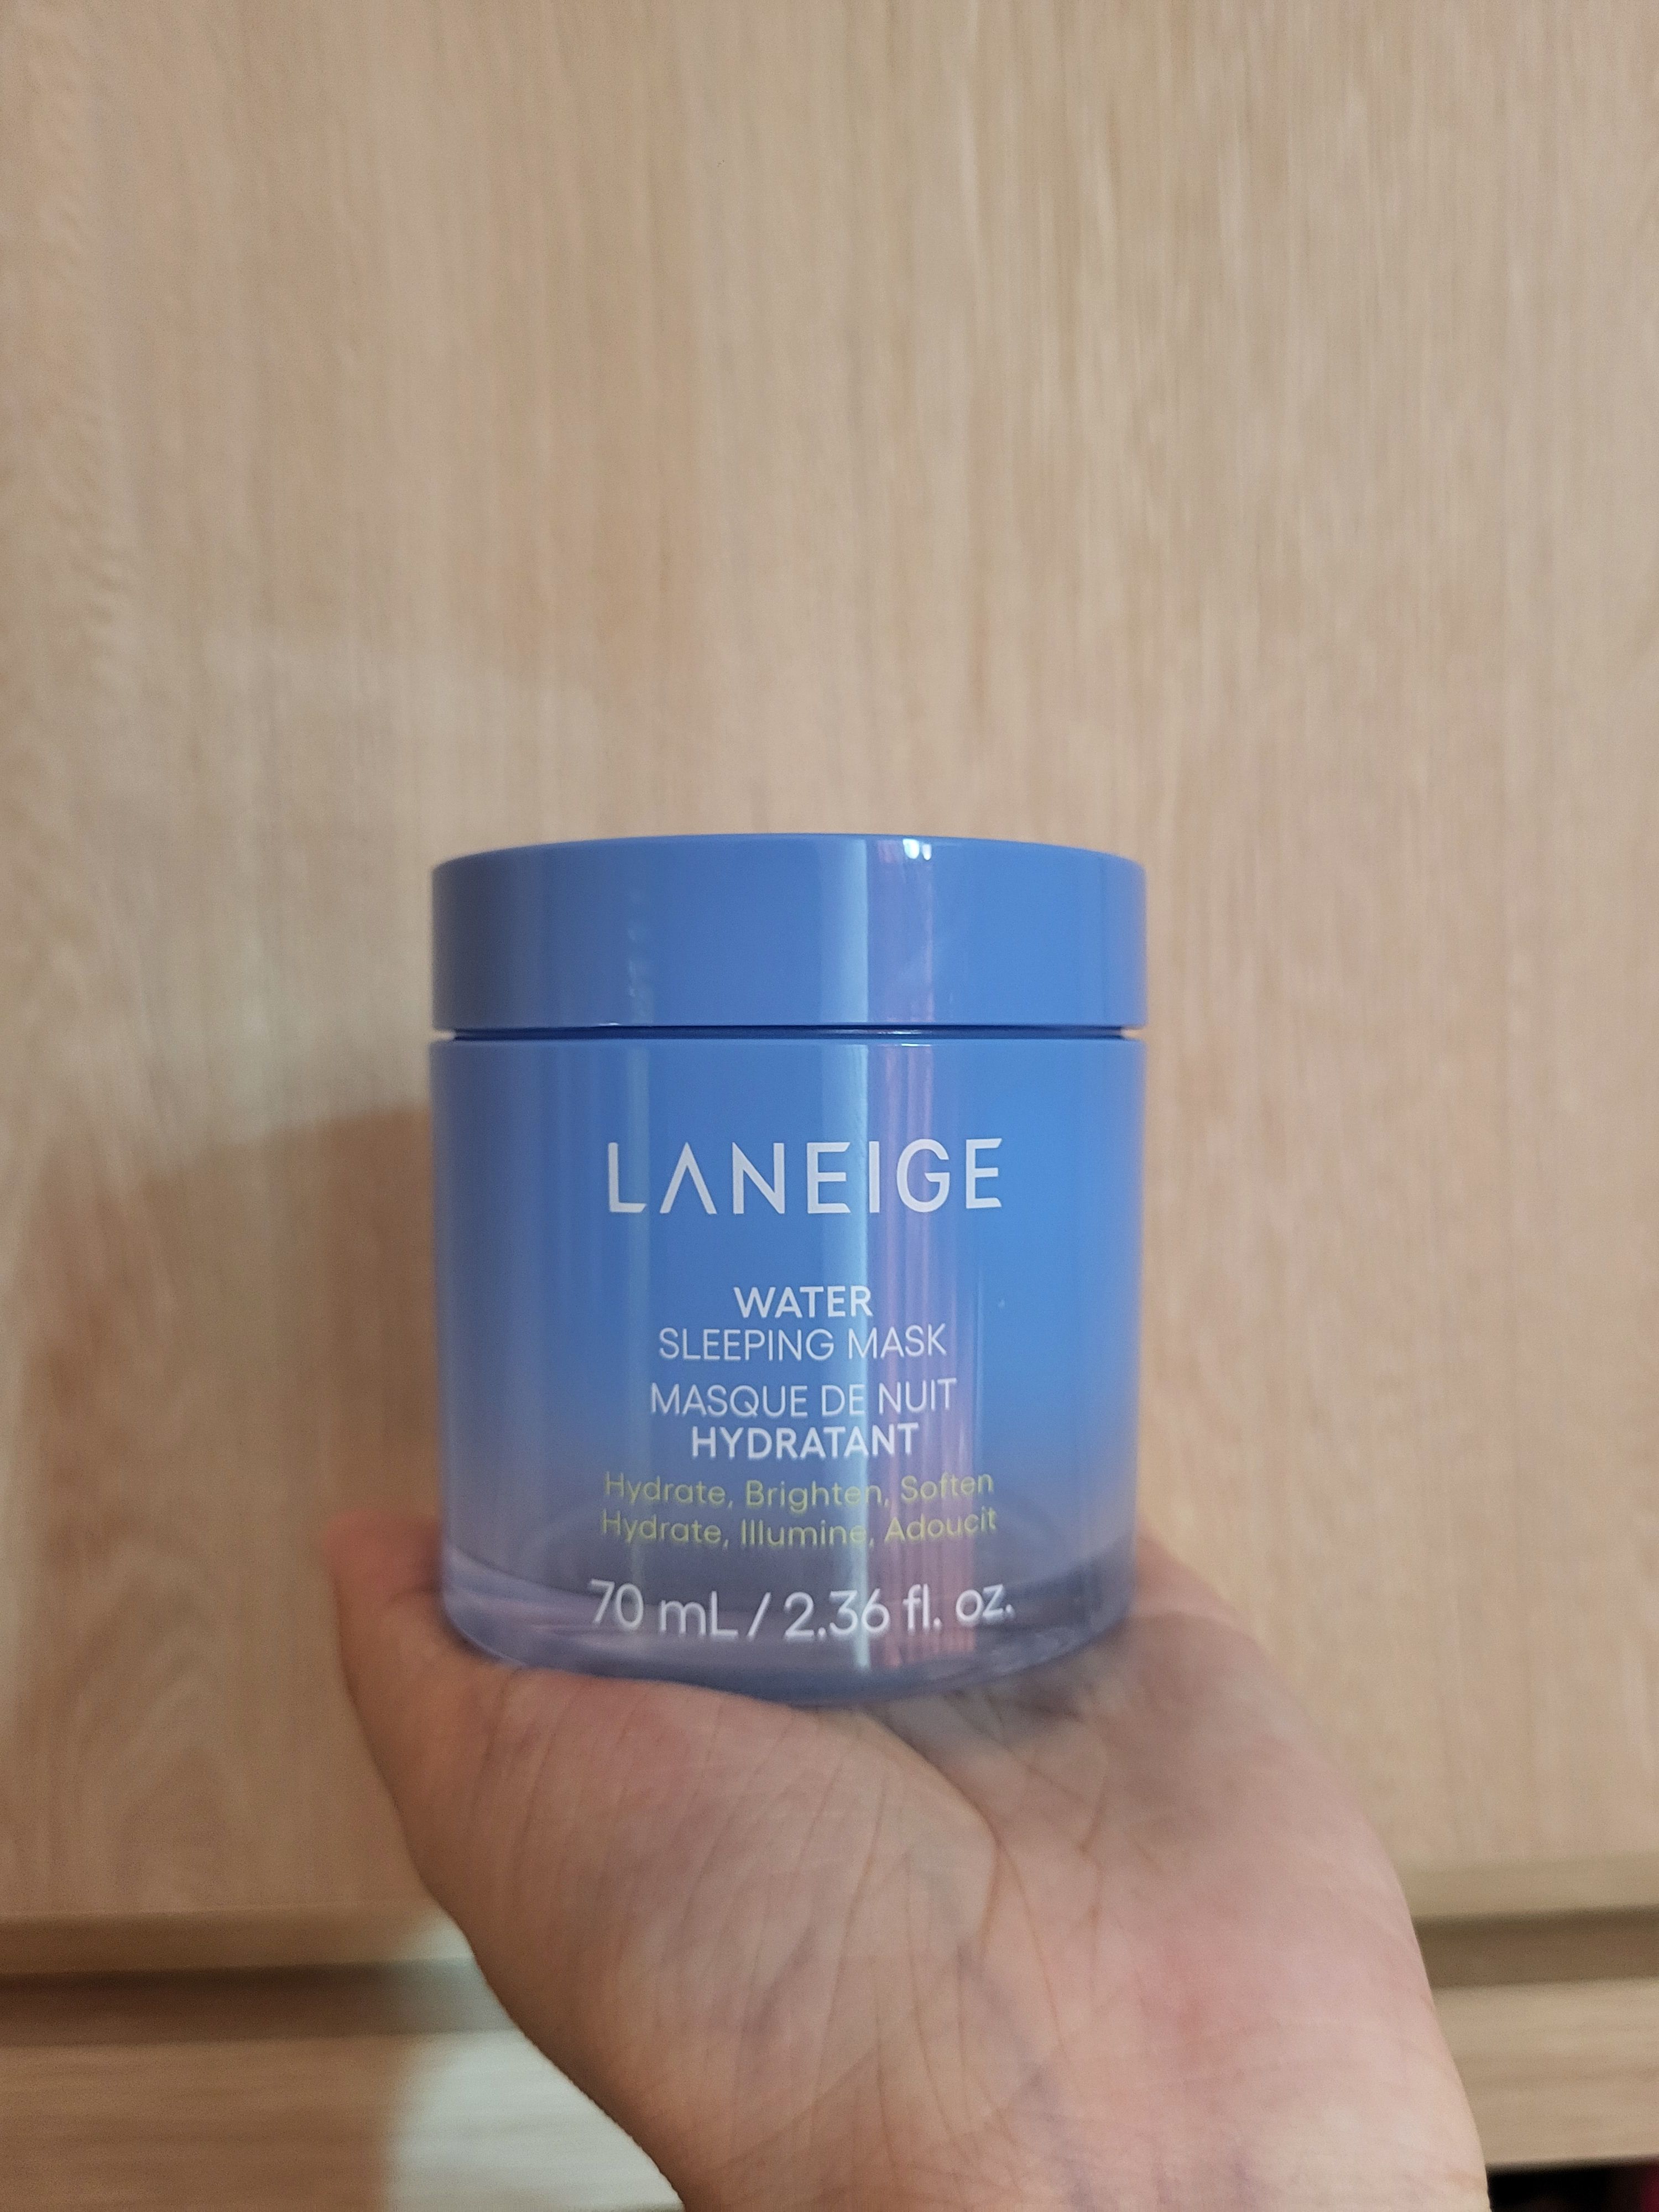 LANEIGE
WATER
SLEEPING MASK
MASQUE DE NUIT
HYDRATANT
Hydrate, Brighten, Soften
Hydrate, Illumine, Adoucit
70 mL / 2.36 fl. oz.